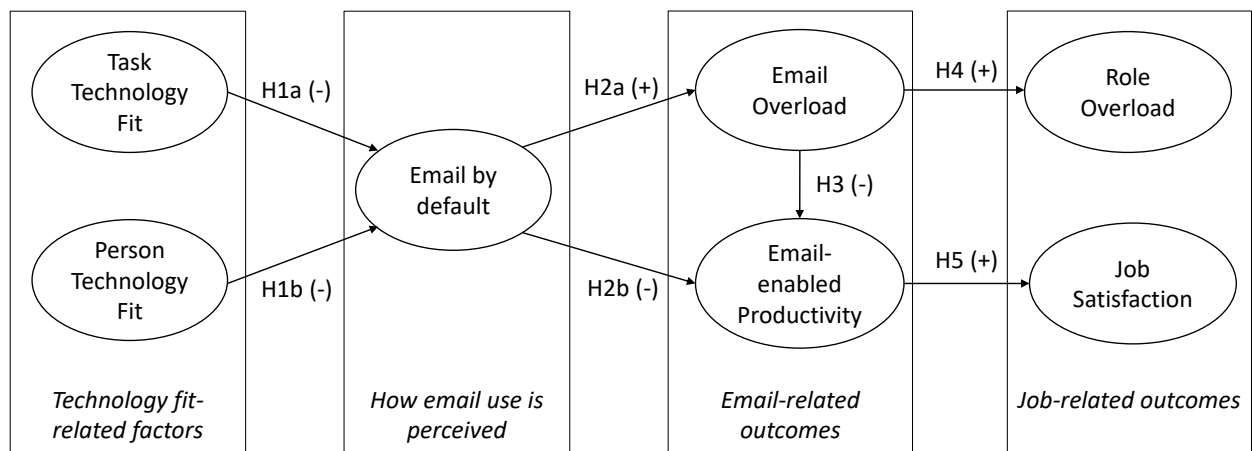 Task
Technology
Fit
Person
Technology
Fit
Technology fit-
related factors
H1a (-)
H1b (-)
Email by
default
How email use is
perceived
H2a (+)
H2b (-)
Email
Overload
H3 (-)
Email-
enabled
Productivity
Email-related
outcomes
H4 (+)
H5 (+)
Role
Overload
Job
Satisfaction
Job-related outcomes